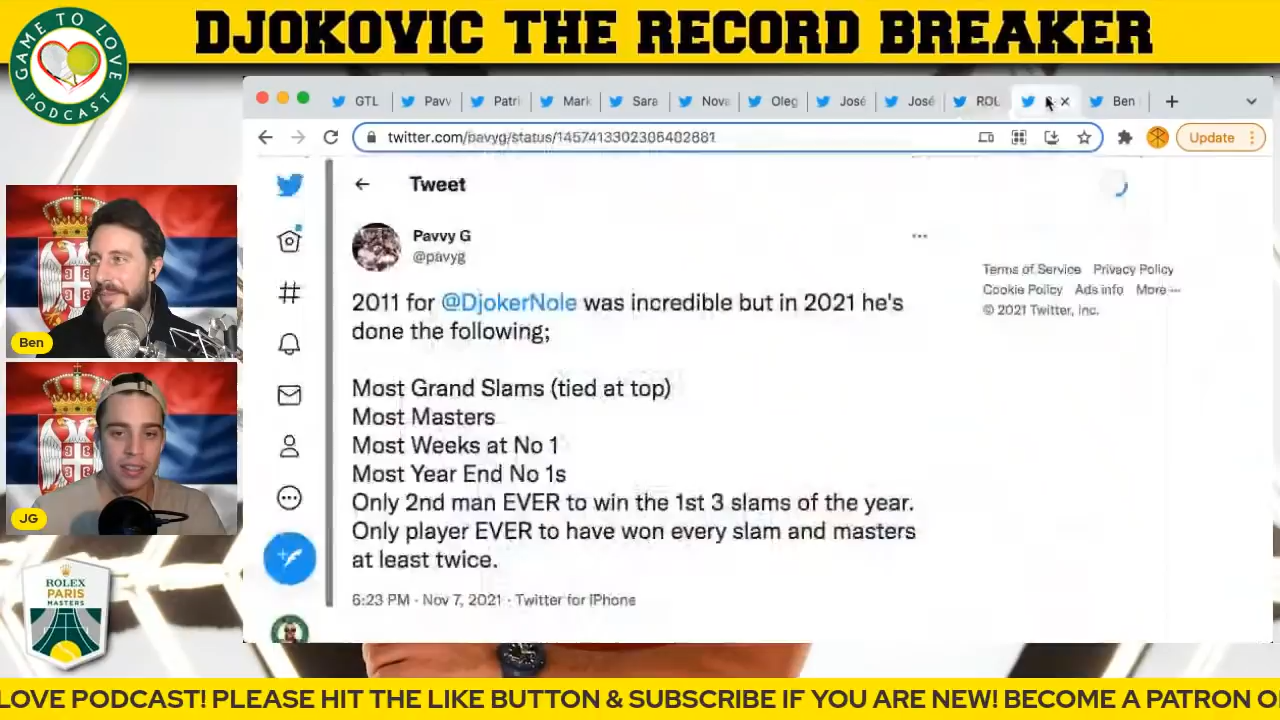 DJOKOVIC THE RECORD BREAKER
GAME TO LOVE
PODCAST
GTL
Pavv
Patri
Mark
Sara
Nova
Oleg
José
José
ROL
Ben
twitter.com/pavyg/status/1457413302306402881
Update
Tweet
Pavvy G
@pavyg
2011 for @DjokerNole was incredible but in 2021 he's
done the following;
Most Grand Slams (tied at top)
Most Masters
Most Weeks at No 1
Most Year End No 1s
Only 2nd man EVER to win the 1st 3 slams of the year.
Only player EVER to have won every slam and masters
at least twice.
6:23 PM · Nov 7, 2021 · Twitter for iPhone
Terms of Service Privacy Policy
Cookie Policy Ads info More ···
© 2021 Twitter, Inc.
Ben
JG
ROLEX
PARIS
MASTERS
LOVE PODCAST! PLEASE HIT THE LIKE BUTTON & SUBSCRIBE IF YOU ARE NEW! BECOME A PATRON O